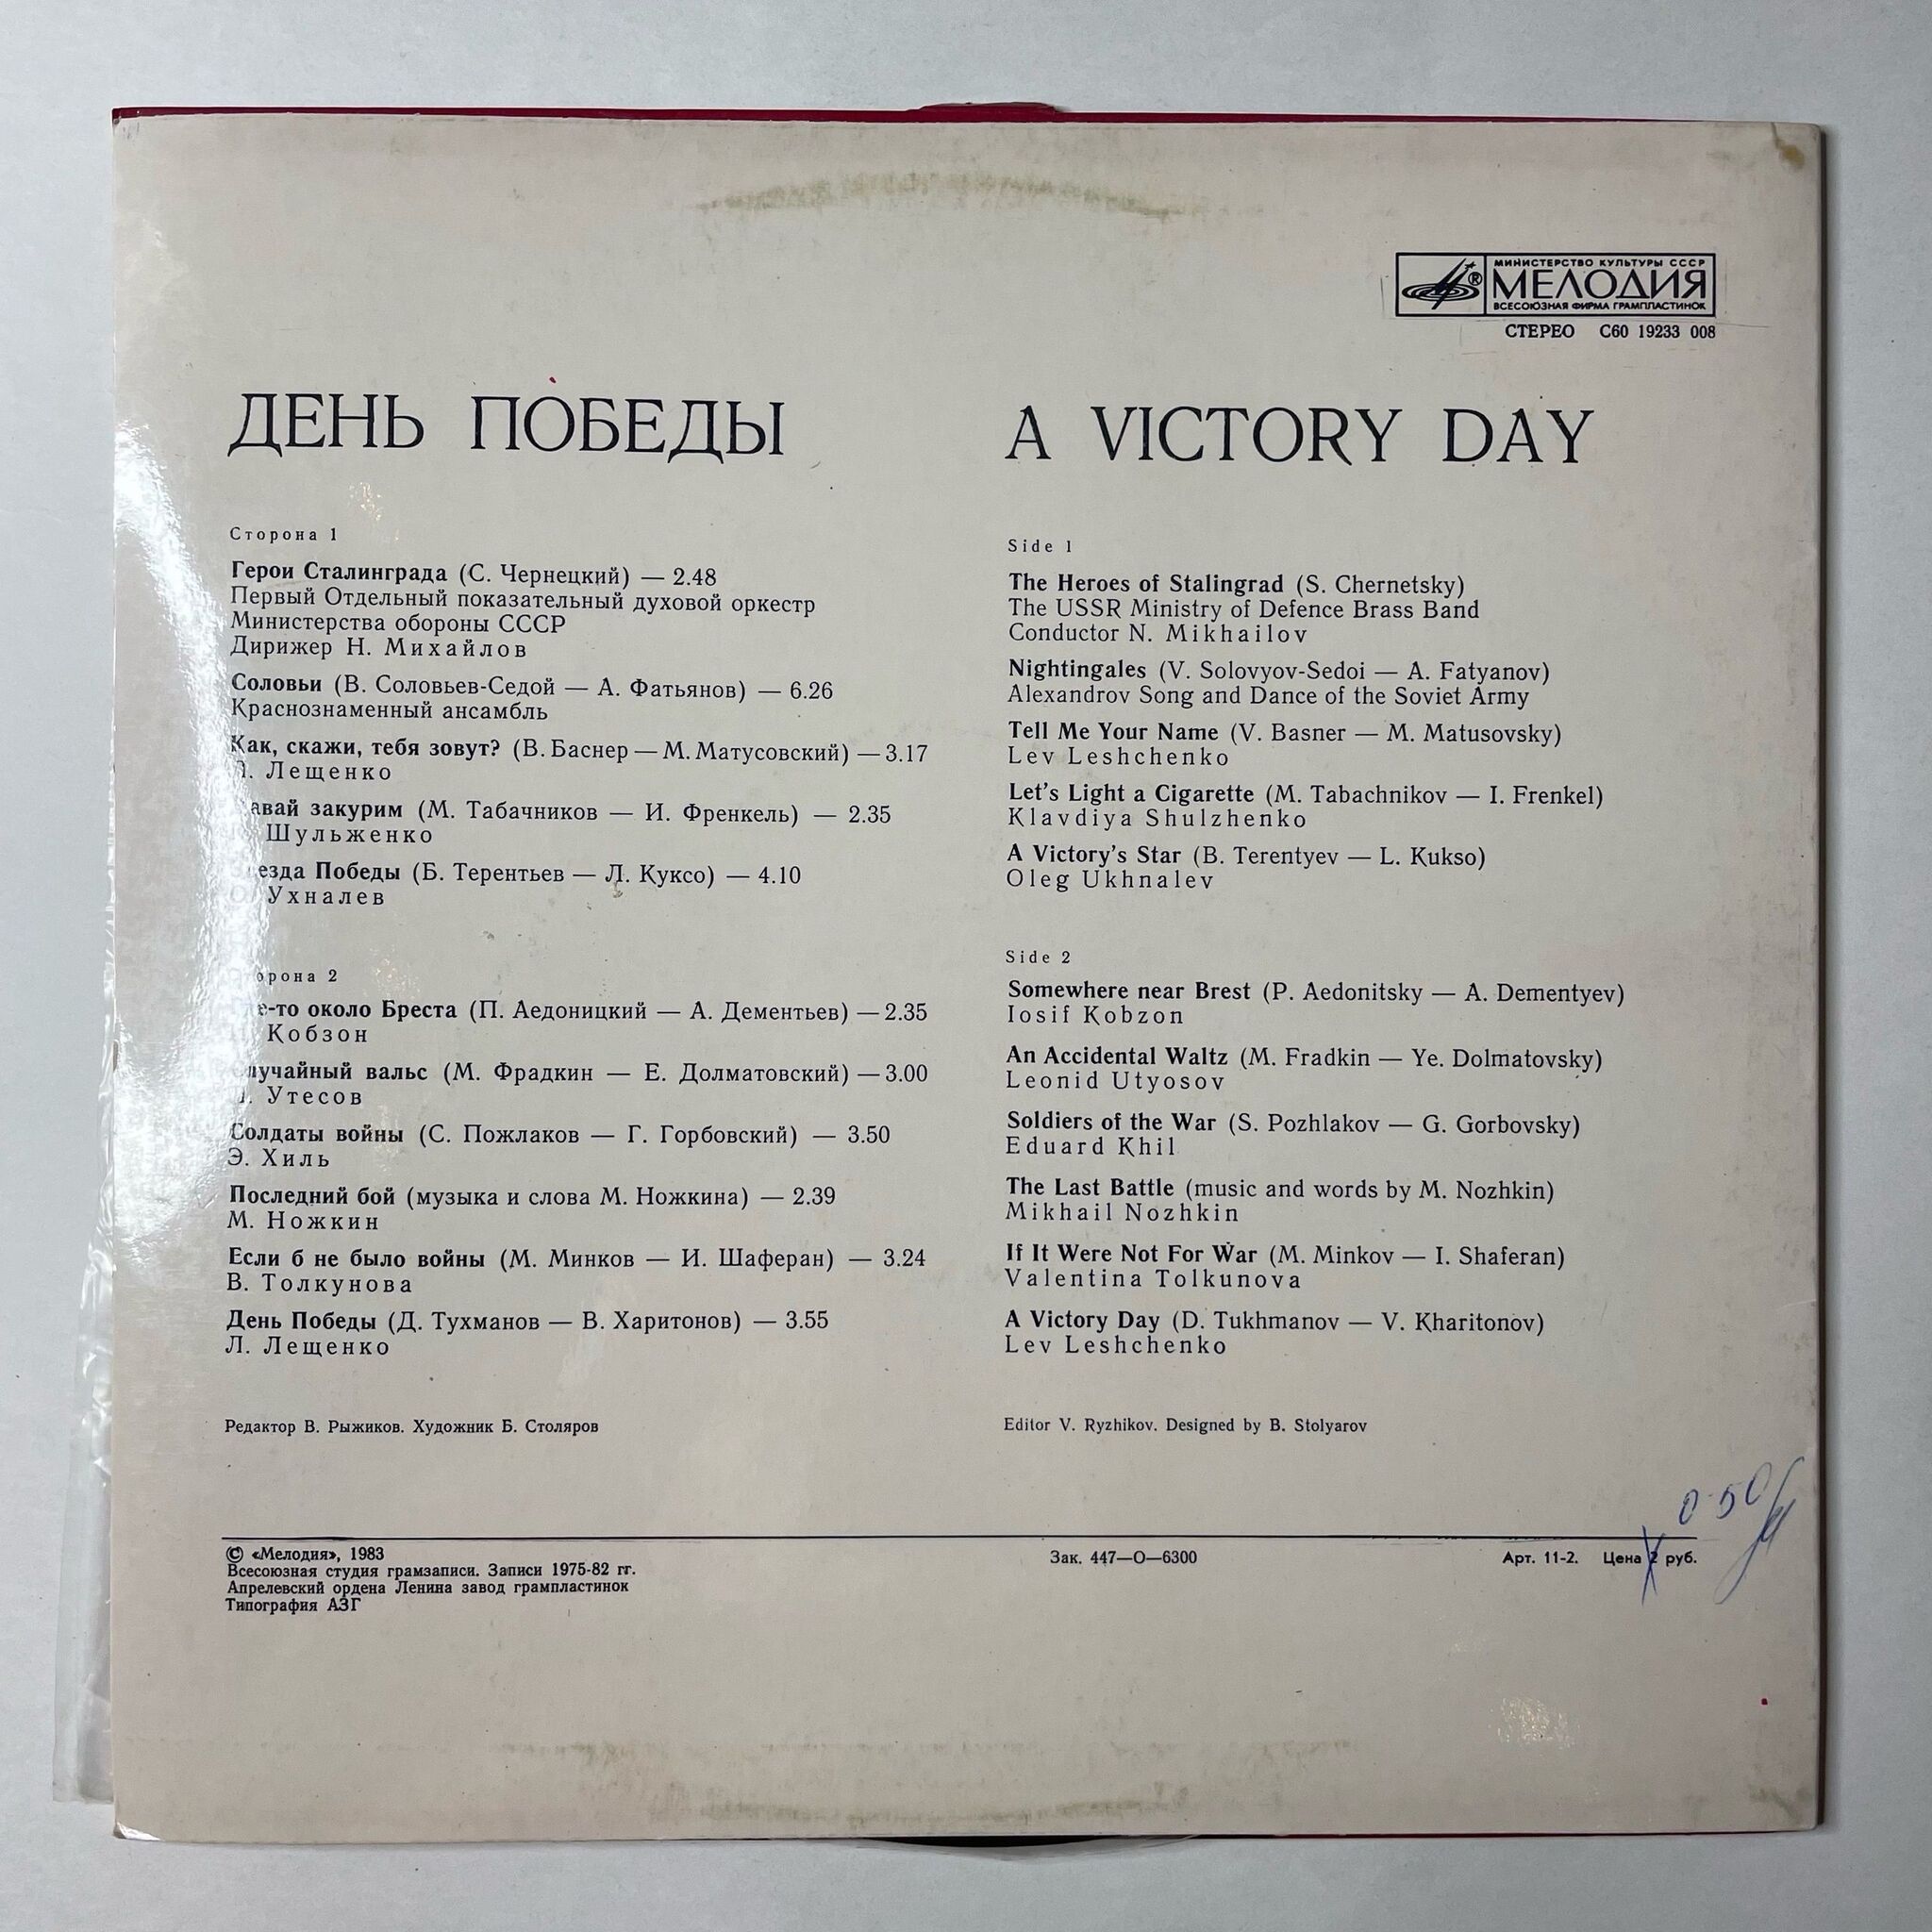 МИНИСТЕРСТВО КУЛЬТУРЫ СССР
®
МЕЛОДИЯ
ВСЕСОЮЗНАЯ ФИРМА ГРАМПЛАСТИНОК
СТЕРЕО С60 19233 008
ДЕНЬ ПОБЕДЫ
Сторона 1
Герои Сталинграда (С. Чернецкий) — 2.48
Первый Отдельный показательный духовой оркестр
Министерства обороны СССР
Дирижер Н. Михайлов
Соловьи (В. Соловьев-Седой — А. Фатьянов) — 6.26
Краснознаменный ансамбль
Как, скажи, тебя зовут? (В. Баснер — М. Матусовский) — 3.17
Л. Лещенко
Давай закурим (М. Табачников — И. Френкель) — 2.35
Шульженко
Звезда Победы (Б. Терентьев — Л. Куксо) — 4.10
О. Ухналев
Сторона 2
Где-то около Бреста (П. Аедоницкий — А. Дементьев) — 2.35
И. Кобзон
Случайный вальс (М. Фрадкин — Е. Долматовский) — 3.00
Л. Утесов
Солдаты войны (С. Пожлаков — Г. Горбовский) — 3.50
Э. Хиль
Последний бой (музыка и слова М. Ножкина) — 2.39
М. Ножкин
Если б не было войны (М. Минков — И. Шаферан) — 3.24
В. Толкунова
День Победы (Д. Тухманов — В. Харитонов) — 3.55
Л. Лещенко
Редактор В. Рыжиков. Художник Б. Столяров
A VICTORY DAY
Side 1
The Heroes of Stalingrad (S. Chernetsky)
The USSR Ministry of Defence Brass Band
Conductor N. Mikhailov
Nightingales (V. Solovyov-Sedoi — A. Fatyanov)
Alexandrov Song and Dance of the Soviet Army
Tell Me Your Name (V. Basner — M. Matusovsky)
Lev Leshchenko
Let's Light a Cigarette (M. Tabachnikov — I. Frenkel)
Klavdiya Shulzhenko
A Victory's Star (B. Terentyev — L. Kukso)
Oleg Ukhnalev
Side 2
Somewhere near Brest (P. Aedonitsky — A. Dementyev)
Iosif Kobzon
An Accidental Waltz (M. Fradkin — Ye. Dolmatovsky)
Leonid Utyosov
Soldiers of the War (S. Pozhlakov — G. Gorbovsky)
Eduard Khil
The Last Battle (music and words by M. Nozhkin)
Mikhail Nozhkin
If It Were Not For War (M. Minkov — I. Shaferan)
Valentina Tolkunova
A Victory Day (D. Tukhmanov — V. Kharitonov)
Lev Leshchenko
Editor V. Ryzhikov. Designed by B. Stolyarov
0-50
© «Мелодия», 1983
Всесоюзная студия грамзаписи. Записи 1975-82 гг.
Апрелевский ордена Ленина завод грампластинок
Типография АЗГ
Зак. 447—О—6300
Арт. 11-2. Цена 2 руб.